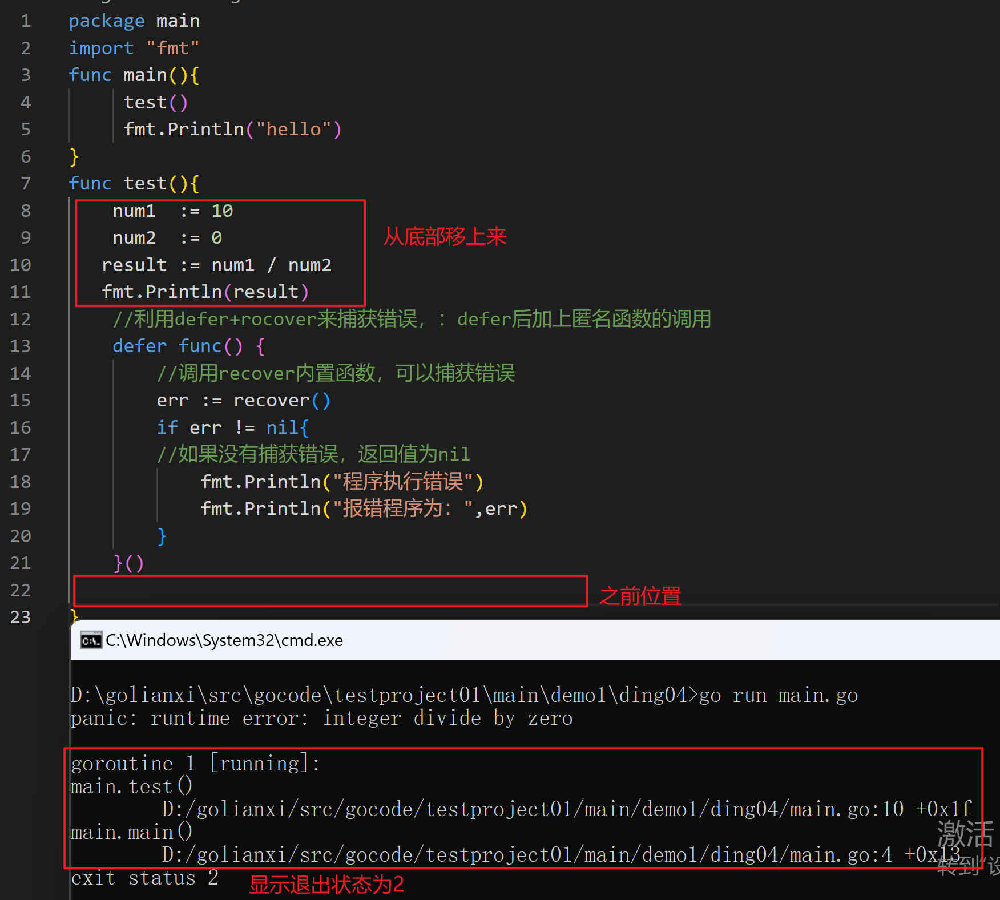 1 package main
2 import "fmt"
3 func main(){
4 test()
5 fmt.Println("hello")
6 }
7 func test(){
8 num1 := 10
9 num2 := 0
从底部移上来
10 result := num1 / num2
11 fmt.Println(result)
12 //利用defer+rocover来捕获错误，：defer后加上匿名函数的调用
13 defer func() {
14 //调用recover内置函数，可以捕获错误
15 err := recover()
16 if err != nil{
17 //如果没有捕获错误，返回值为nil
18 fmt.Println("程序执行错误")
19 fmt.Println("报错程序为：",err)
20 }
21 }()
22
之前位置
23 }
C:\Windows\System32\cmd.exe
D:\golianxi\src\gocode\testproject01\main\demo1\ding04>go run main.go
panic: runtime error: integer divide by zero
goroutine 1 [running]:
main.test()
D:/golianxi/src/gocode/testproject01/main/demo1/ding04/main.go:10 +0x1f
main.main()
D:/golianxi/src/gocode/testproject01/main/demo1/ding04/main.go:4 +0x13
激活
转到"设
exit status 2
显示退出状态为2